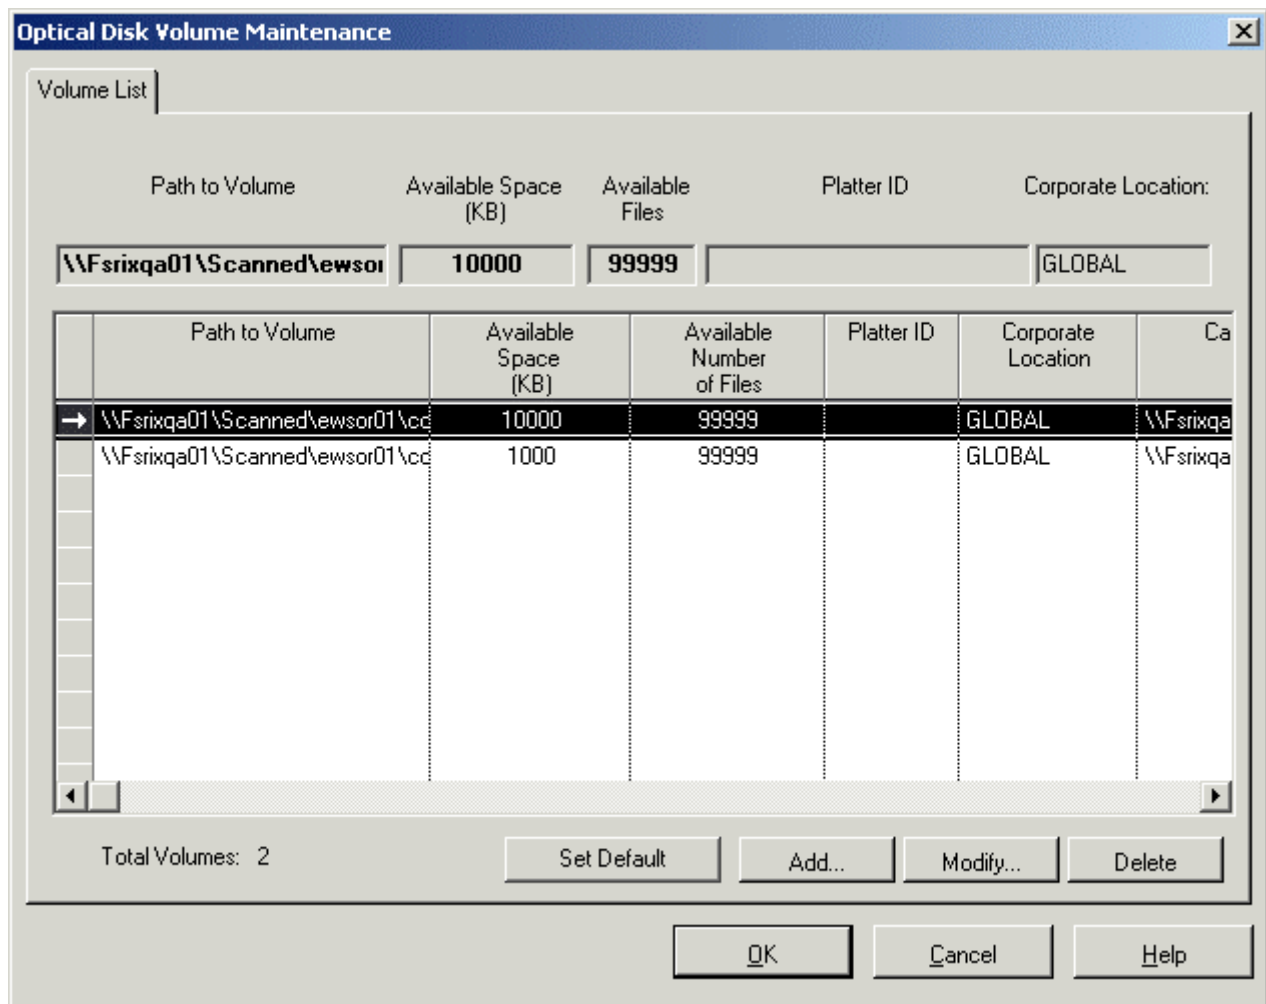 Optical Disk Volume Maintenance
Volume List
Path to Volume Available Space (KB) Available Files Platter ID Corporate Location:
\\Fsrixqa01\Scanned\ewsor 10000 99999 GLOBAL
Path to Volume Available Space (KB) Available Number of Files Platter ID Corporate Location Ca
\\Fsrixqa01\Scanned\ewsor01\cc 10000 99999 GLOBAL \\Fsrixqa
\\Fsrixqa01\Scanned\ewsor01\cc 1000 99999 GLOBAL \\Fsrixqa
Total Volumes: 2 Set Default Add... Modify... Delete
OK Cancel Help